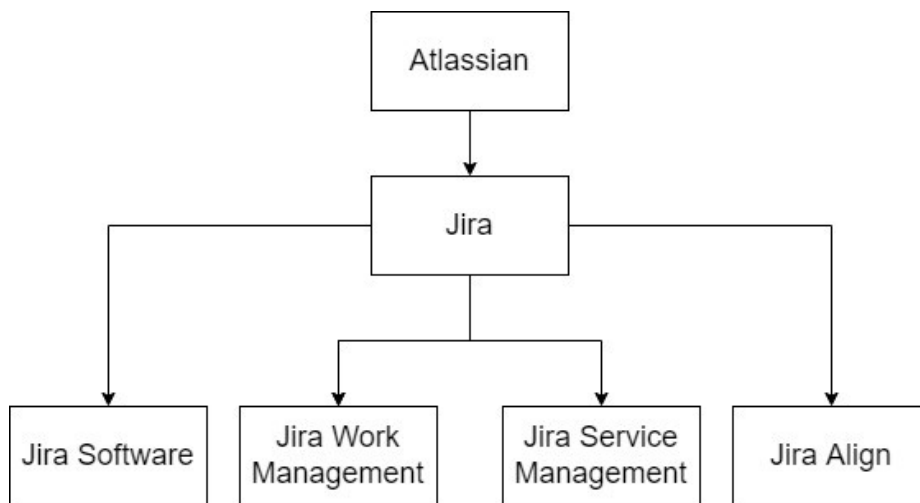 Atlassian
Jira
Jira Software
Jira Work
Management
Jira Service
Management
Jira Align